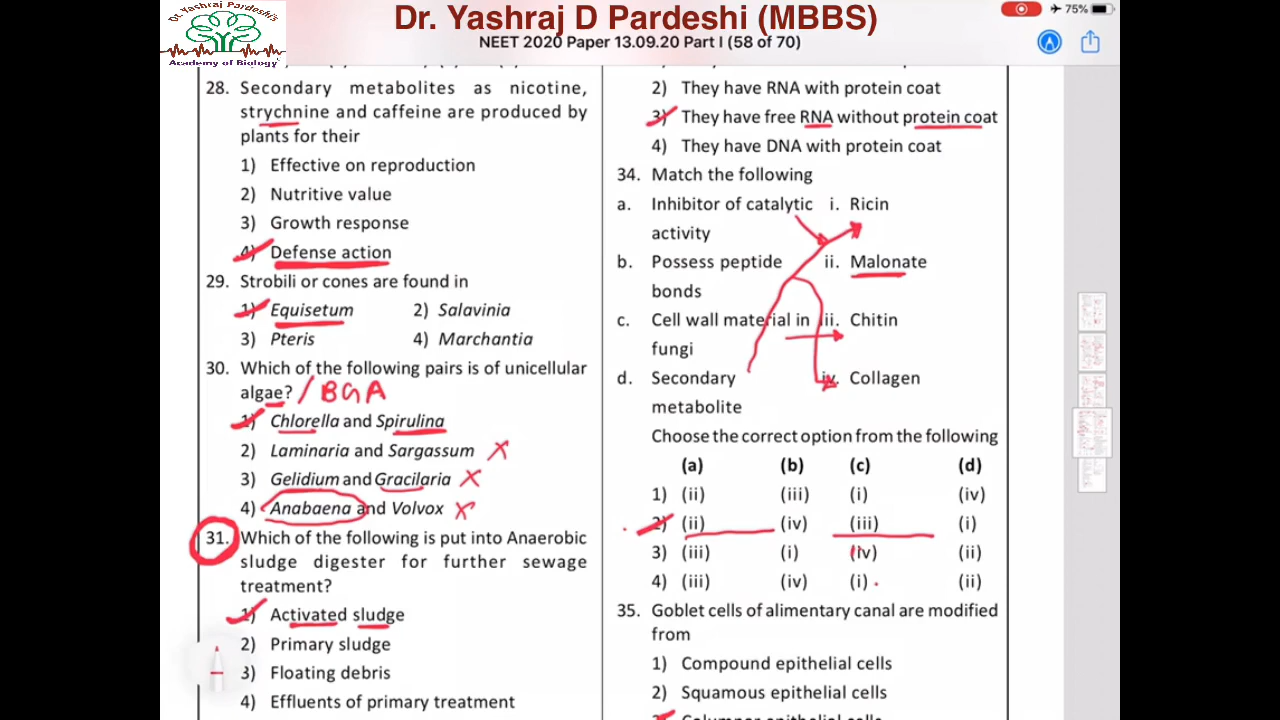 Dr. Yashraj Pardeshi's
Academy of Biology
Dr. Yashraj D Pardeshi (MBBS)
NEET 2020 Paper 13.09.20 Part I (58 of 70)
75%
28. Secondary metabolites as nicotine,
strychnine and caffeine are produced by
plants for their
1) Effective on reproduction
2) Nutritive value
3) Growth response
4) Defense action
29. Strobili or cones are found in
1) Equisetum 2) Salavinia
3) Pteris 4) Marchantia
30. Which of the following pairs is of unicellular
algae? / BGA
1) Chlorella and Spirulina
2) Laminaria and Sargassum
3) Gelidium and Gracilaria
4) Anabaena and Volvox
31. Which of the following is put into Anaerobic
sludge digester for further sewage
treatment?
1) Activated sludge
2) Primary sludge
3) Floating debris
4) Effluents of primary treatment
2) They have RNA with protein coat
3) They have free RNA without protein coat
4) They have DNA with protein coat
34. Match the following
a. Inhibitor of catalytic i. Ricin
activity
b. Possess peptide ii. Malonate
bonds
c. Cell wall material in iii. Chitin
fungi
d. Secondary iv. Collagen
metabolite
Choose the correct option from the following
(a) (b) (c) (d)
1) (ii) (iii) (i) (iv)
2) (ii) (iv) (iii) (i)
3) (iii) (i) (iv) (ii)
4) (iii) (iv) (i) (ii)
35. Goblet cells of alimentary canal are modified
from
1) Compound epithelial cells
2) Squamous epithelial cells
3) Columnar epithelial cells